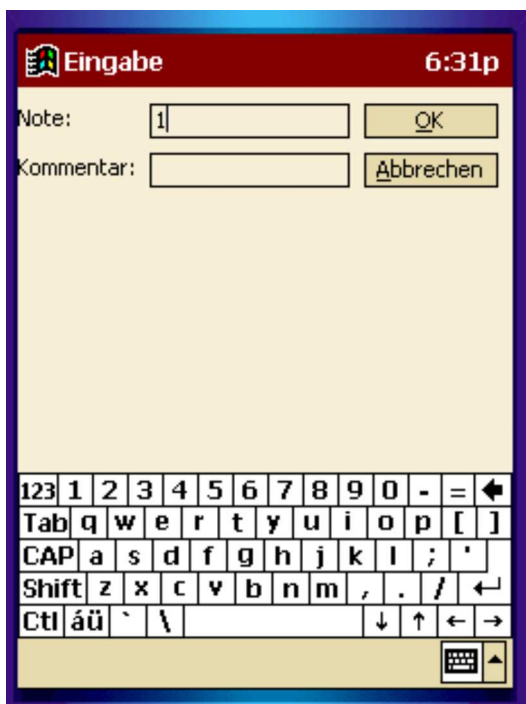 Eingabe 6:31p
Note: 1 OK
Kommentar: Abbrechen
123 1 2 3 4 5 6 7 8 9 0 - =
Tab q w e r t y u i o p [ ]
CAP a s d f g h j k l ; '
Shift z x c v b n m , . /
Ctl áü ` \ ↓ ↑ ← →